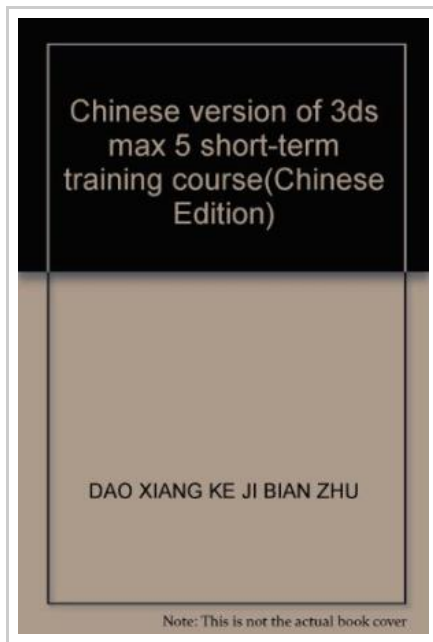 Chinese version of 3ds
max 5 short-term
training course(Chinese
Edition)
DAO XIANG KE JI BIAN ZHU
Note: This is not the actual book cover